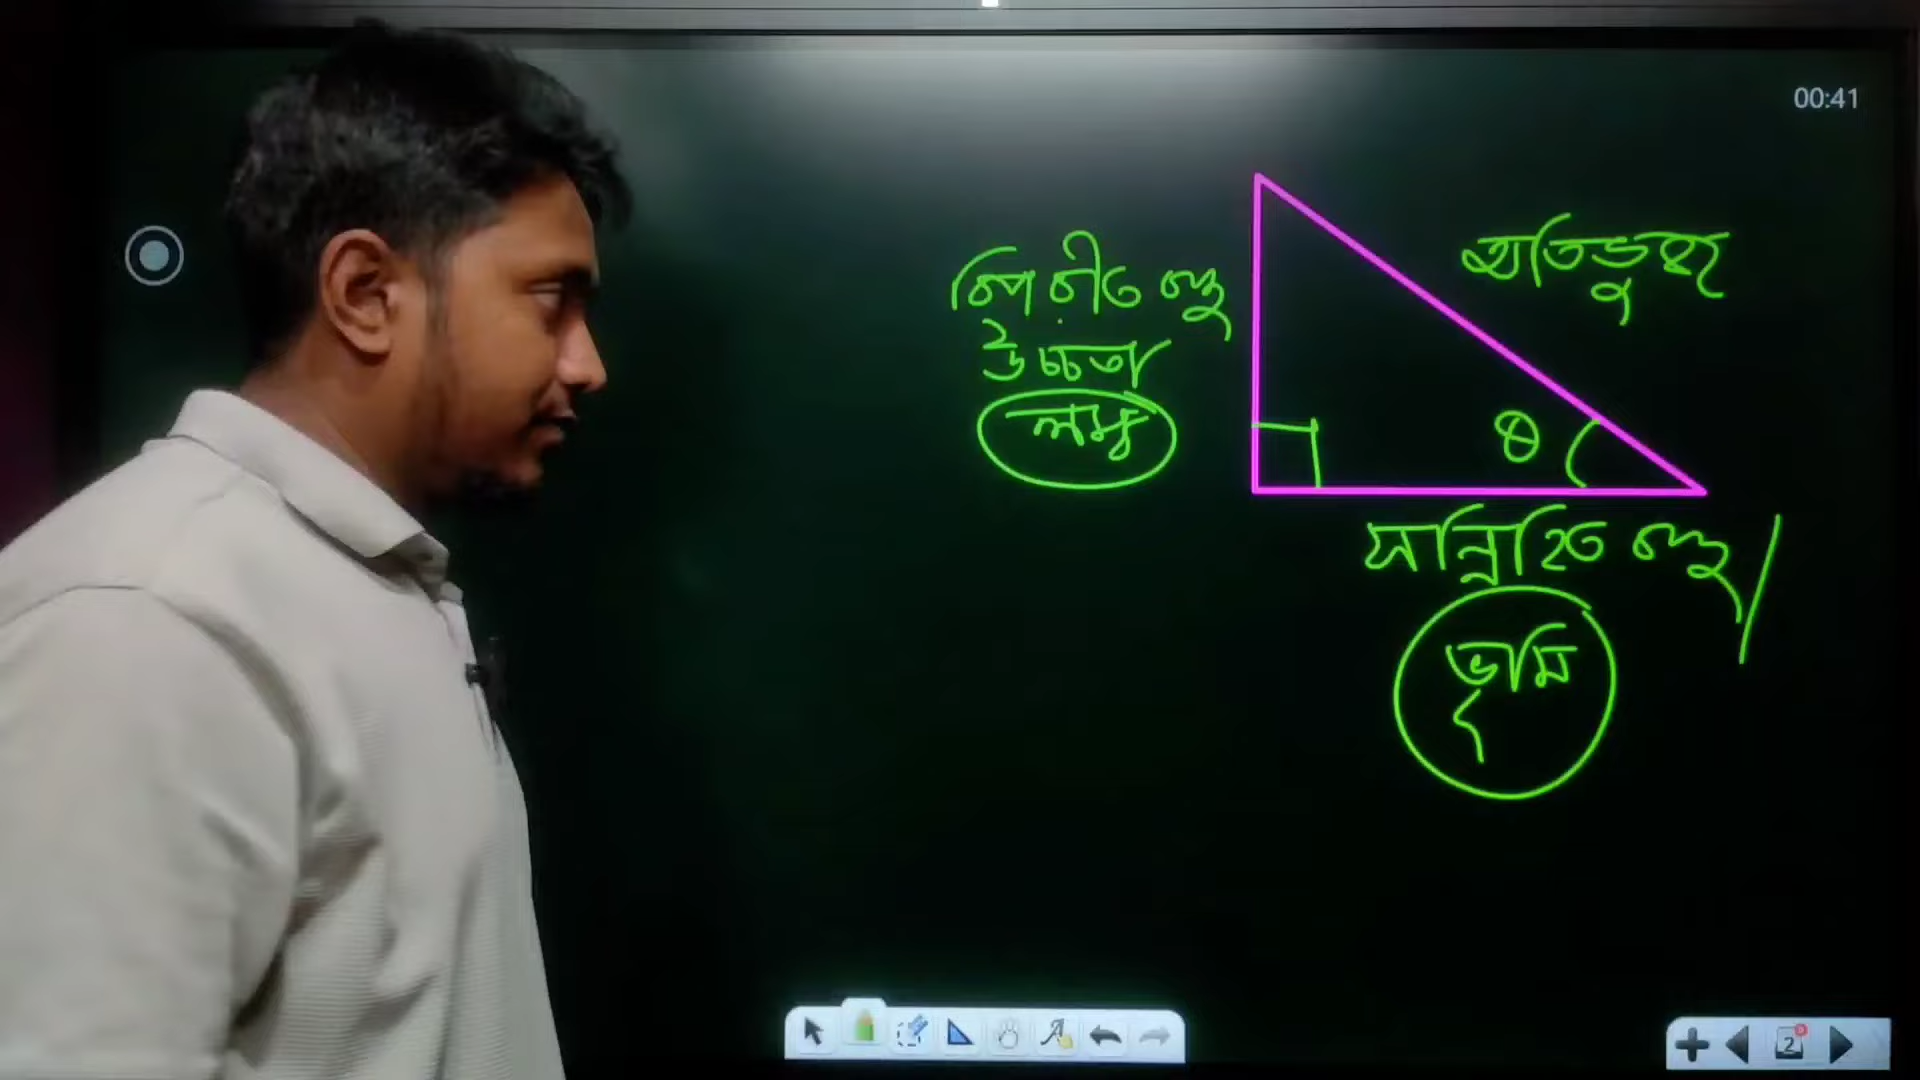 00:41
অতিভুজ
বিপরীত বাহু
উচ্চতা
লম্ব
θ
সন্নিহিত বাহু
ভূমি
2